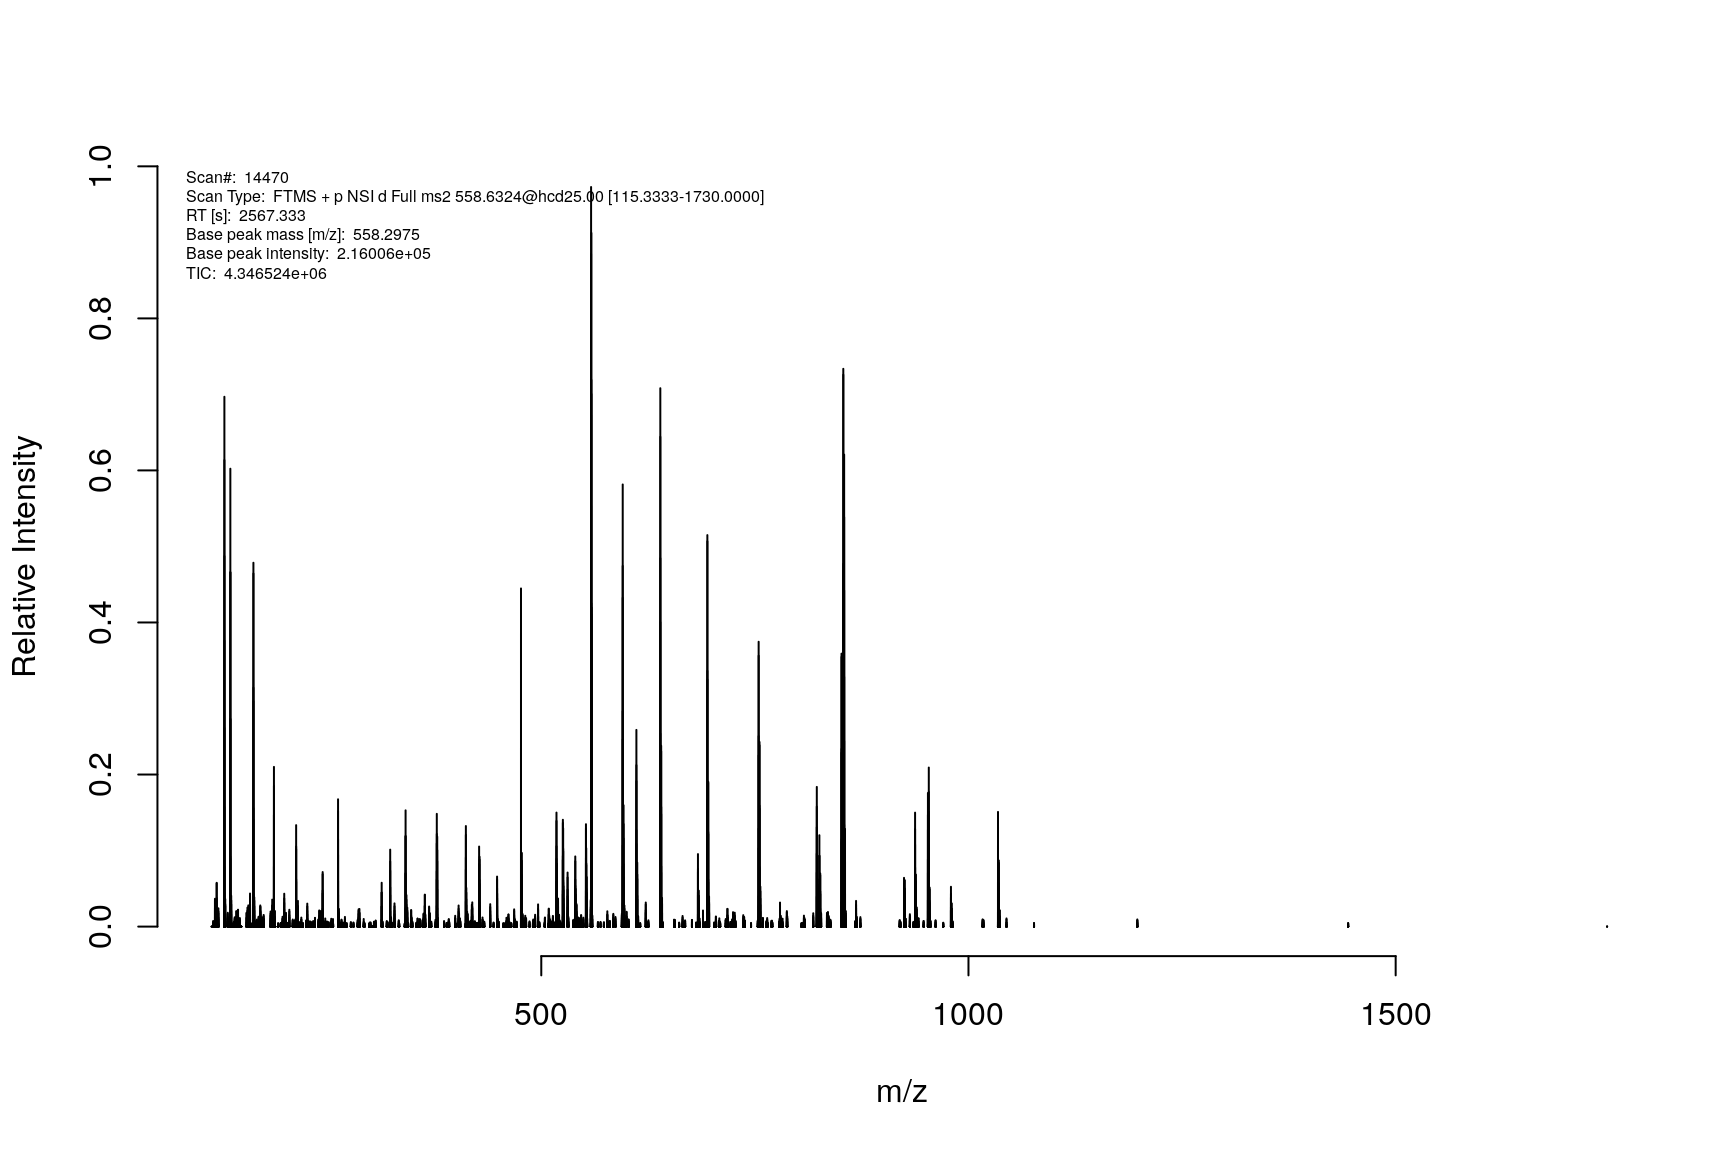 Scan#: 14470
Scan Type: FTMS + p NSI d Full ms2 558.6324@hcd25.00 [115.3333-1730.0000]
RT [s]: 2567.333
Base peak mass [m/z]: 558.2975
Base peak intensity: 2.16006e+05
TIC: 4.346524e+06
Relative Intensity
1.0
0.8
0.6
0.4
0.2
0.0
500 1000 1500
m/z